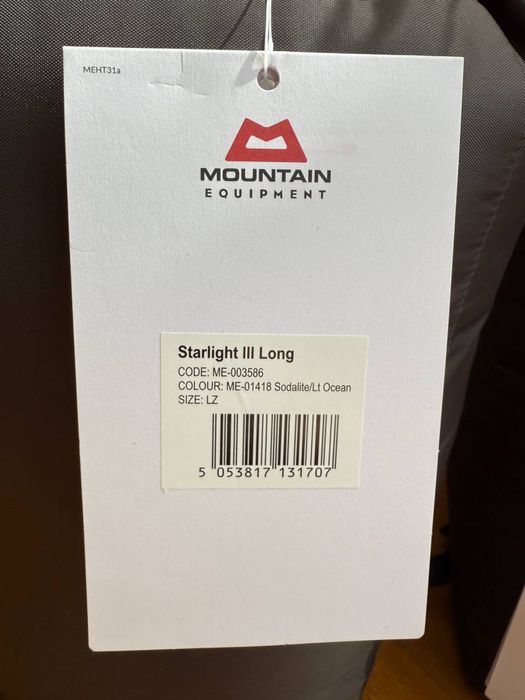 MEHT31a
MOUNTAIN
EQUIPMENT
Starlight III Long
CODE: ME-003586
COLOUR: ME-01418 Sodalite/Lt Ocean
SIZE: LZ
5 053817 131707